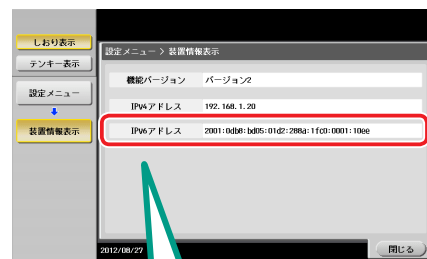 しおり表示
テンキー表示
設定メニュー
装置情報表示
設定メニュー > 装置情報表示
機能バージョン バージョン2
IPV4アドレス 192.168.1.20
IPV6アドレス 2001:0db8:bd05:01d2:288a:1fc0:0001:10ee
2012/08/27
閉じる